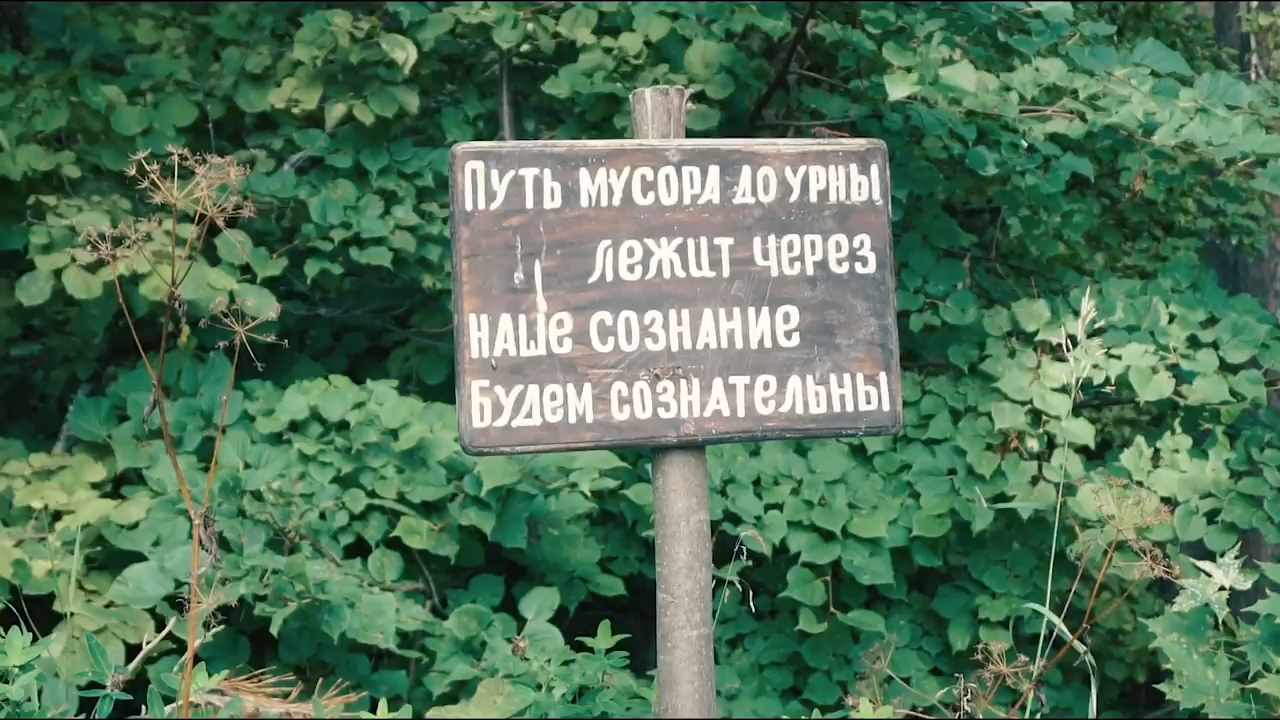 Путь мусора до урны
лежит через
наше сознание
Будем сознательны